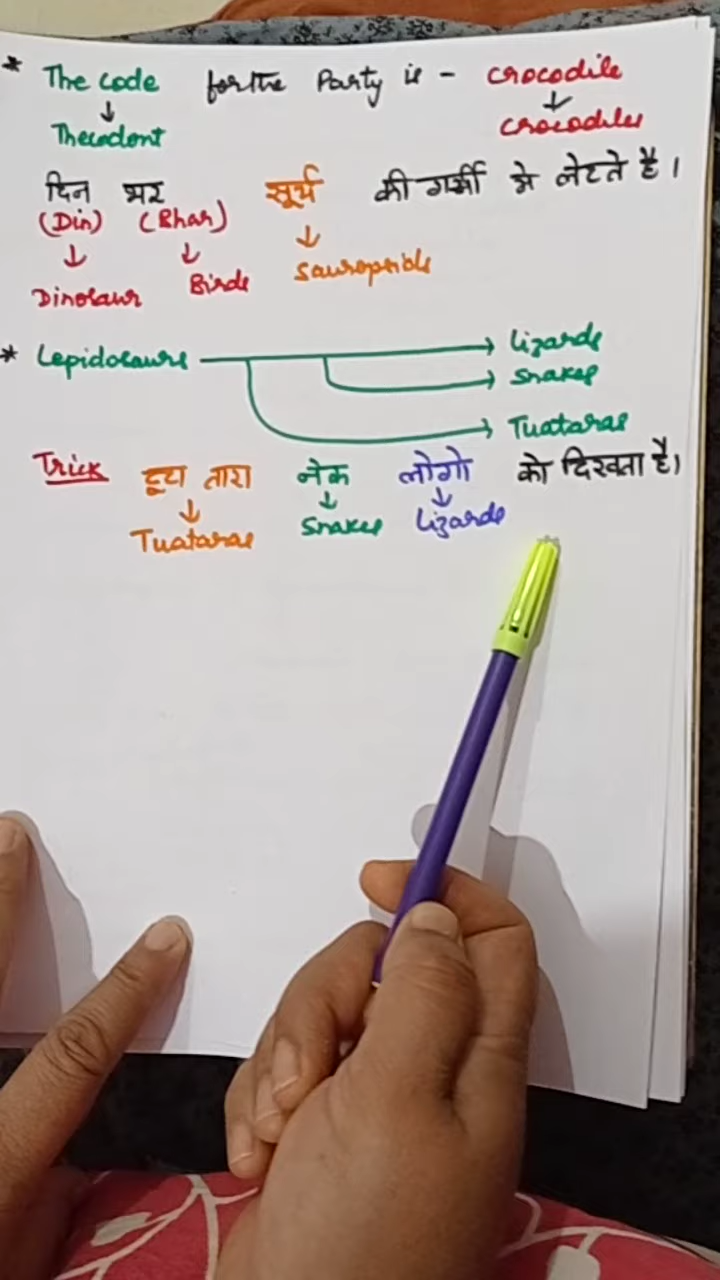 * The code for the Party is - crocodile
↓ ↓
Thecodont crocodiles
दिन भर सूर्य की गर्मी मे लेटते है।
(Din) (Bhar)
↓ ↓ ↓
Dinosaur Birds Sauropsids
* Lepidosaurs → Lizards
→ Snakes
→ Tuataras
Trick टूटा तारा नेक लोगो को दिखता है।
↓ ↓ ↓
Tuataras Snakes Lizards